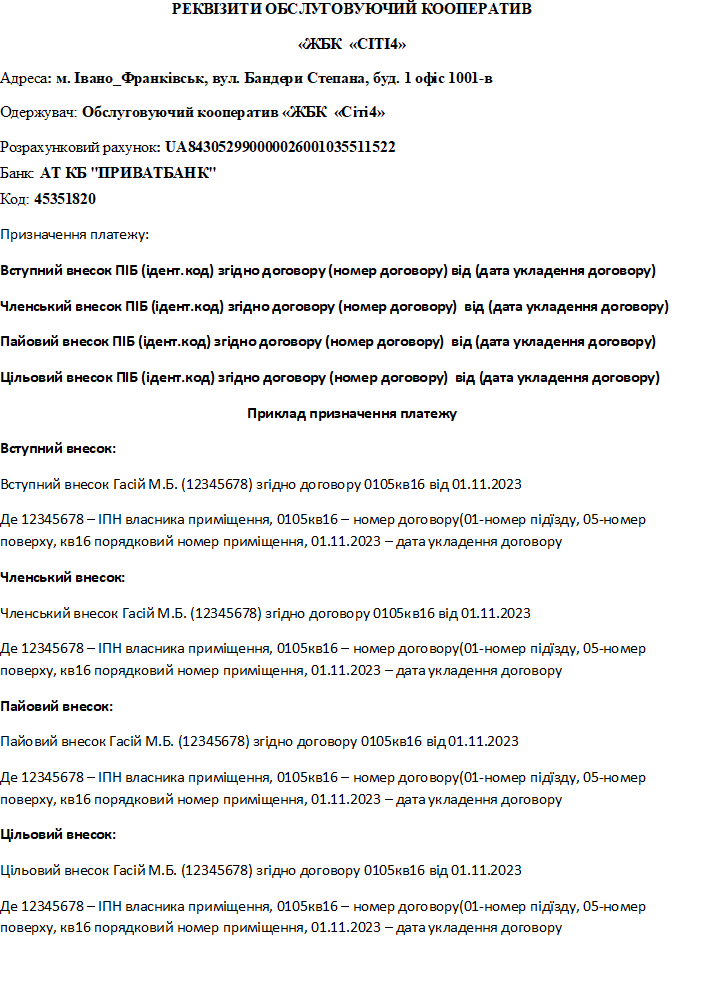 РЕКВІЗИТИ ОБСЛУГОВУЮЧИЙ КООПЕРАТИВ
«ЖБК «СІТІ4»
Адреса: м. Івано_Франківськ, вул. Бандери Степана, буд. 1 офіс 1001-в
Одержувач: Обслуговуючий кооператив «ЖБК «Сіті4»
Розрахунковий рахунок: UA843052990000026001035511522
Банк: АТ КБ "ПРИВАТБАНК"
Код: 45351820
Призначення платежу:
Вступний внесок ПІБ (ідент.код) згідно договору (номер договору) від (дата укладення договору)
Членський внесок ПІБ (ідент.код) згідно договору (номер договору) від (дата укладення договору)
Пайовий внесок ПІБ (ідент.код) згідно договору (номер договору) від (дата укладення договору)
Цільовий внесок ПІБ (ідент.код) згідно договору (номер договору) від (дата укладення договору)
Приклад призначення платежу
Вступний внесок:
Вступний внесок Гасій М.Б. (12345678) згідно договору 0105кв16 від 01.11.2023
Де 12345678 – ІПН власника приміщення, 0105кв16 – номер договору(01-номер підїзду, 05-номер
поверху, кв16 порядковий номер приміщення, 01.11.2023 – дата укладення договору
Членський внесок:
Членський внесок Гасій М.Б. (12345678) згідно договору 0105кв16 від 01.11.2023
Де 12345678 – ІПН власника приміщення, 0105кв16 – номер договору(01-номер підїзду, 05-номер
поверху, кв16 порядковий номер приміщення, 01.11.2023 – дата укладення договору
Пайовий внесок:
Пайовий внесок Гасій М.Б. (12345678) згідно договору 0105кв16 від 01.11.2023
Де 12345678 – ІПН власника приміщення, 0105кв16 – номер договору(01-номер підїзду, 05-номер
поверху, кв16 порядковий номер приміщення, 01.11.2023 – дата укладення договору
Цільовий внесок:
Цільовий внесок Гасій М.Б. (12345678) згідно договору 0105кв16 від 01.11.2023
Де 12345678 – ІПН власника приміщення, 0105кв16 – номер договору(01-номер підїзду, 05-номер
поверху, кв16 порядковий номер приміщення, 01.11.2023 – дата укладення договору